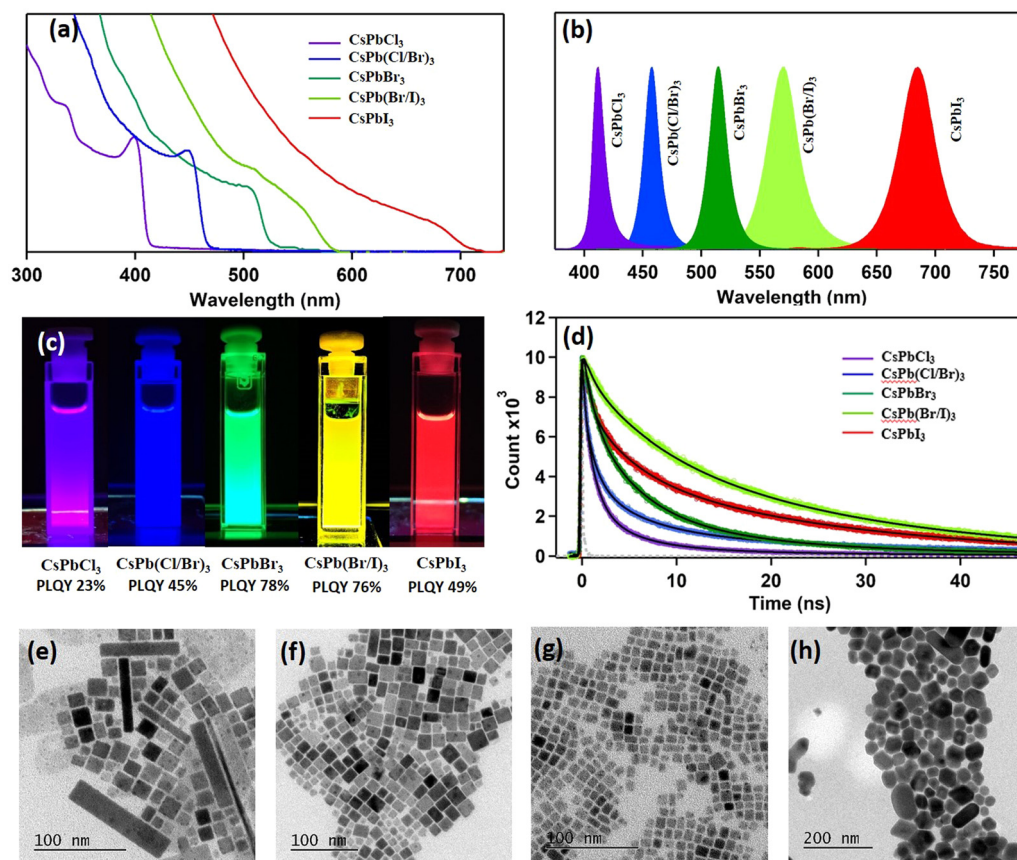 (a)
CsPbCl₃
CsPb(Cl/Br)₃
CsPbBr₃
CsPb(Br/I)₃
CsPbI₃
300 400 500 600 700
Wavelength (nm)
(b)
CsPbCl₃
CsPb(Cl/Br)₃
CsPbBr₃
CsPb(Br/I)₃
CsPbI₃
400 450 500 550 600 650 700 750
Wavelength (nm)
(c)
CsPbCl₃ CsPb(Cl/Br)₃ CsPbBr₃ CsPb(Br/I)₃ CsPbI₃
PLQY 23% PLQY 45% PLQY 78% PLQY 76% PLQY 49%
(d)
Count x10³
12
10
8
6
4
2
0
CsPbCl₃
CsPb(Cl/Br)₃
CsPbBr₃
CsPb(Br/I)₃
CsPbI₃
0 10 20 30 40
Time (ns)
(e)
100 nm
(f)
100 nm
(g)
100 nm
(h)
200 nm